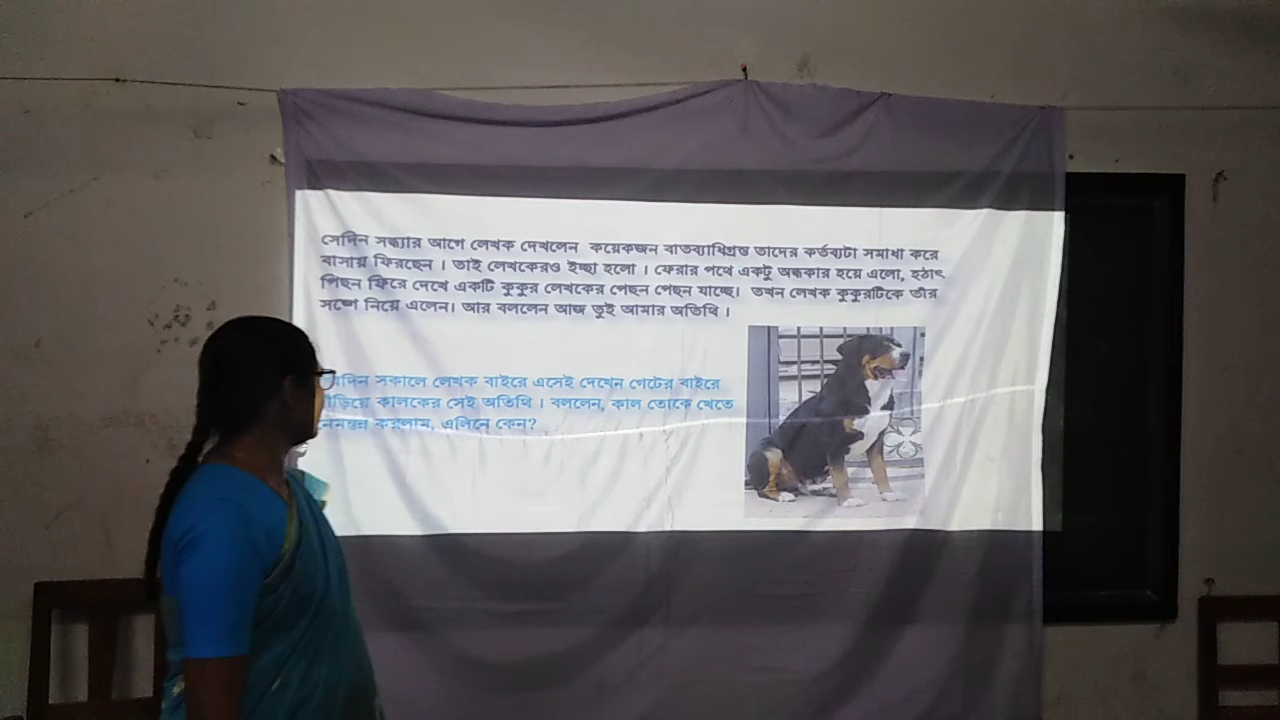 সেদিন সন্ধ্যার আগে লেখক দেখলেন কয়েকজন বাতব্যাধিগ্রস্ত তাদের কর্তব্যটা সমাধা করে
বাসায় ফিরছেন । তাই লেখকেরও ইচ্ছা হলো । ফেরার পথে একটু অন্ধকার হয়ে এলো, হঠাৎ
পিছন ফিরে দেখে একটি কুকুর লেখকের পেছন পেছন যাচ্ছে। তখন লেখক কুকুরটিকে তাঁর
সঙ্গে নিয়ে এলেন। আর বললেন আজ তুই আমার অতিথি ।
সকালে লেখক বাইরে এসেই দেখেন গেটের বাইরে
কালকের সেই অতিথি । বললেন, কাল তোকে খেতে
করলাম, এলিনে কেন?